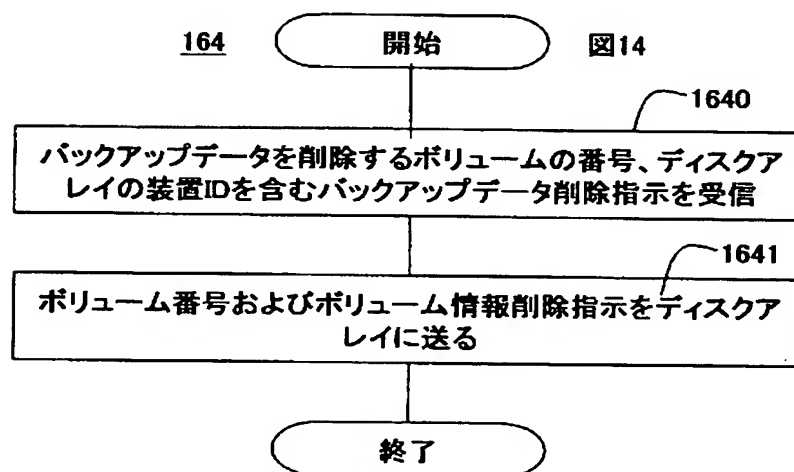 164
開始
図14
1640
バックアップデータを削除するボリュームの番号、ディスクア
レイの装置IDを含むバックアップデータ削除指示を受信
1641
ボリューム番号およびボリューム情報削除指示をディスクア
レイに送る
終了